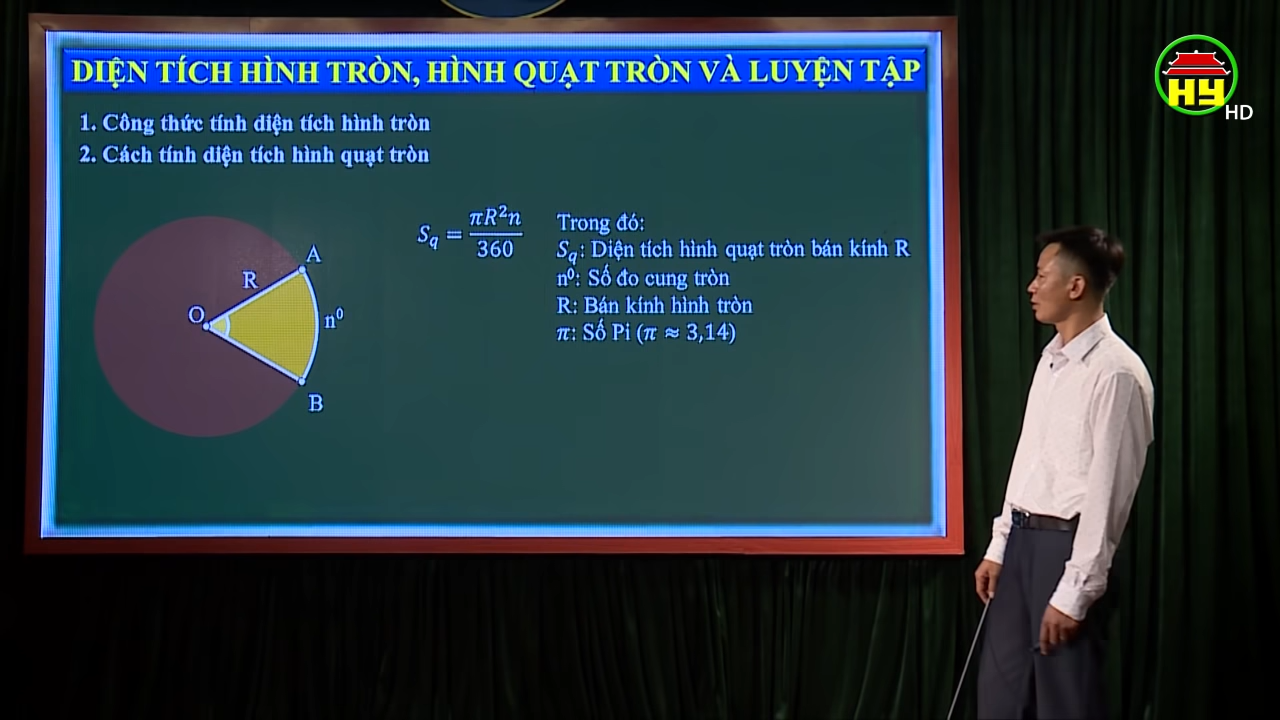 DIỆN TÍCH HÌNH TRÒN, HÌNH QUẠT TRÒN VÀ LUYỆN TẬP
1. Công thức tính diện tích hình tròn
2. Cách tính diện tích hình quạt tròn
S_q = πR²n/360
Trong đó:
S_q: Diện tích hình quạt tròn bán kính R
n⁰: Số đo cung tròn
R: Bán kính hình tròn
π: Số Pi (π ≈ 3,14)
A
R
O
n⁰
B
HY
HD